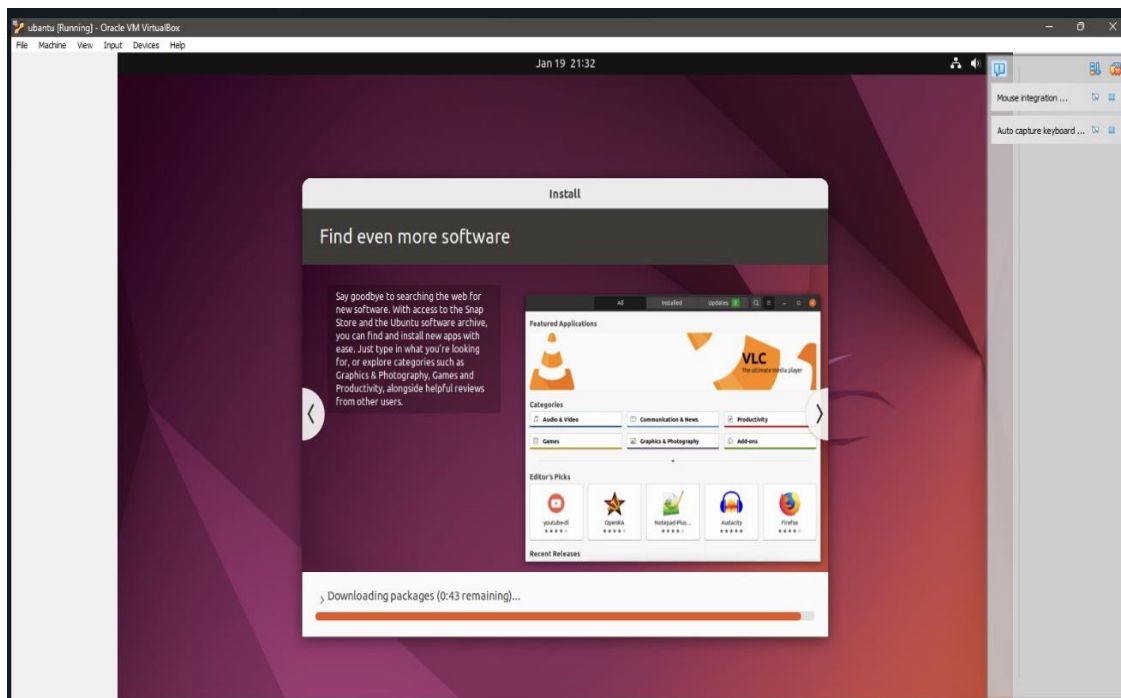 ubantu [Running] - Oracle VM VirtualBox
File Machine View Input Devices Help
Jan 19 21:32
Mouse integration ...
Auto capture keyboard ...
Install
Find even more software
Say goodbye to searching the web for
new software. With access to the Snap
Store and the Ubuntu software archive,
you can find and install new apps with
ease. Just type in what you're looking
for, or explore categories such as
Graphics & Photography, Games and
Productivity, alongside helpful reviews
from other users.
All Installed Updates
Featured Applications
VLC
The ultimate media player
Categories
Audio & Video Communication & News Productivity
Games Graphics & Photography Add-ons
Editor's Picks
youtube-dl OpenRA Notepad-Plus... Audacity Firefox
Recent Releases
Downloading packages (0:43 remaining)...